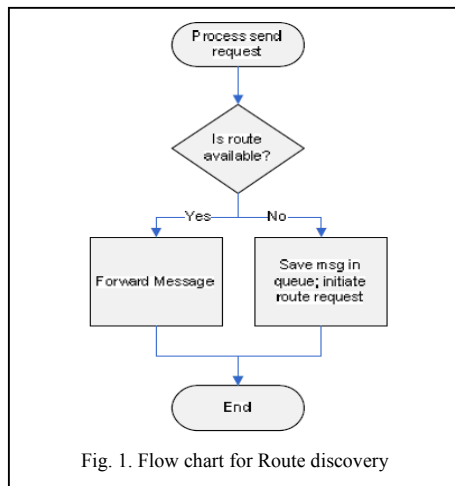 Process send
request
Is route
available?
Yes
No
Forward Message
Save msg in
queue; initiate
route request
End
Fig. 1. Flow chart for Route discovery